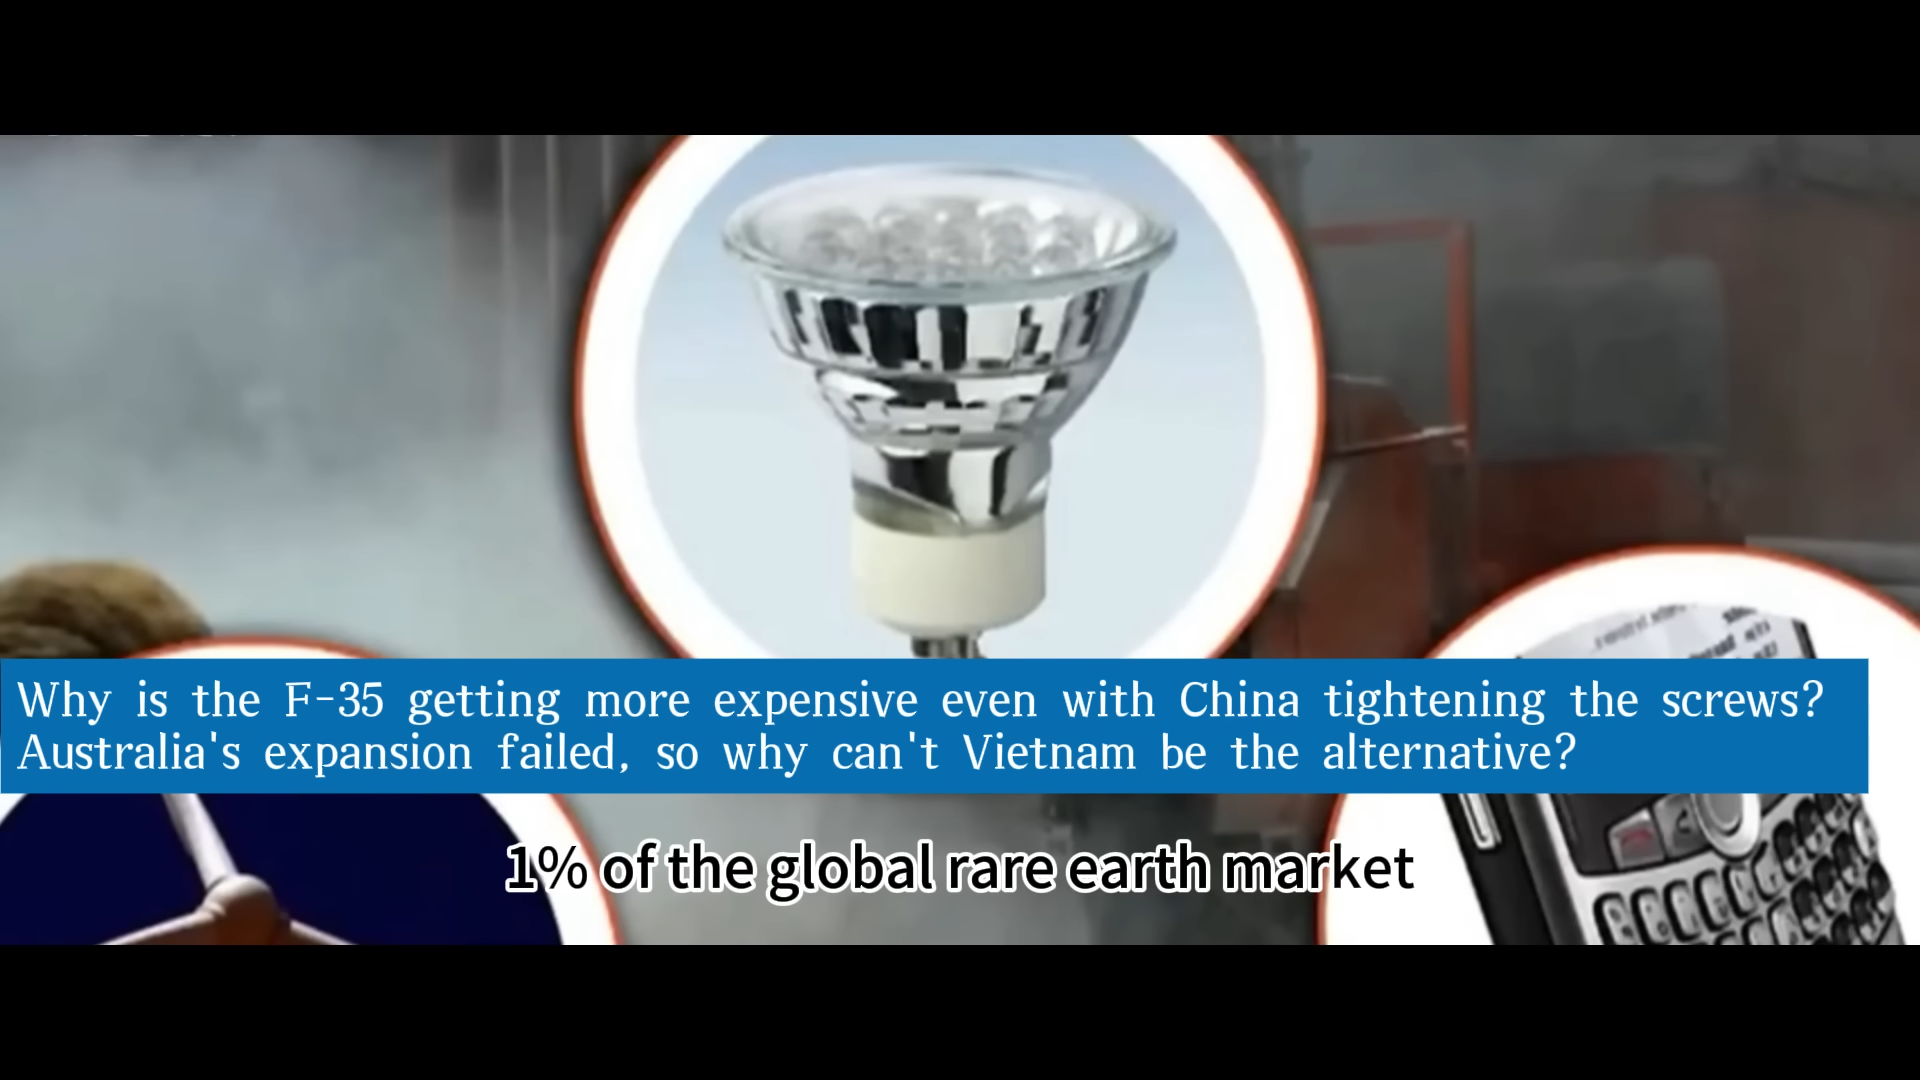 Why is the F-35 getting more expensive even with China tightening the screws?
Australia's expansion failed, so why can't Vietnam be the alternative?
1% of the global rare earth market